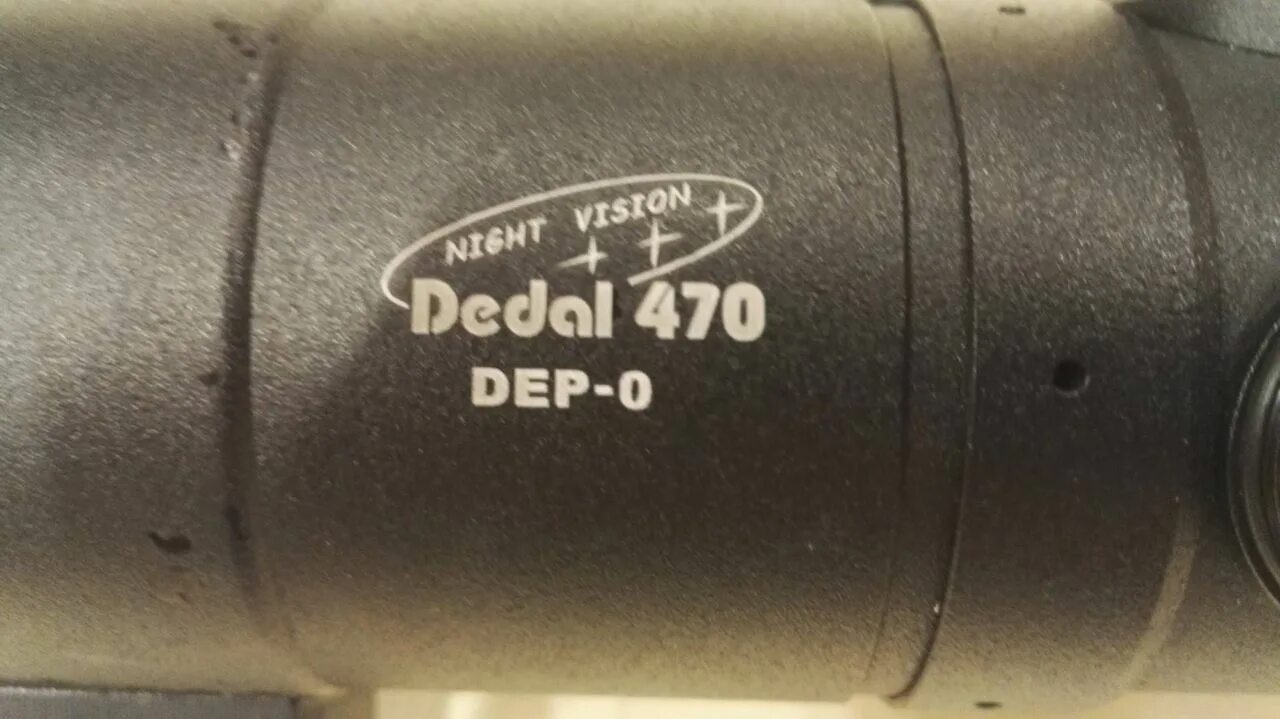 NIGHT VISION
Dedal 470
DEP-0